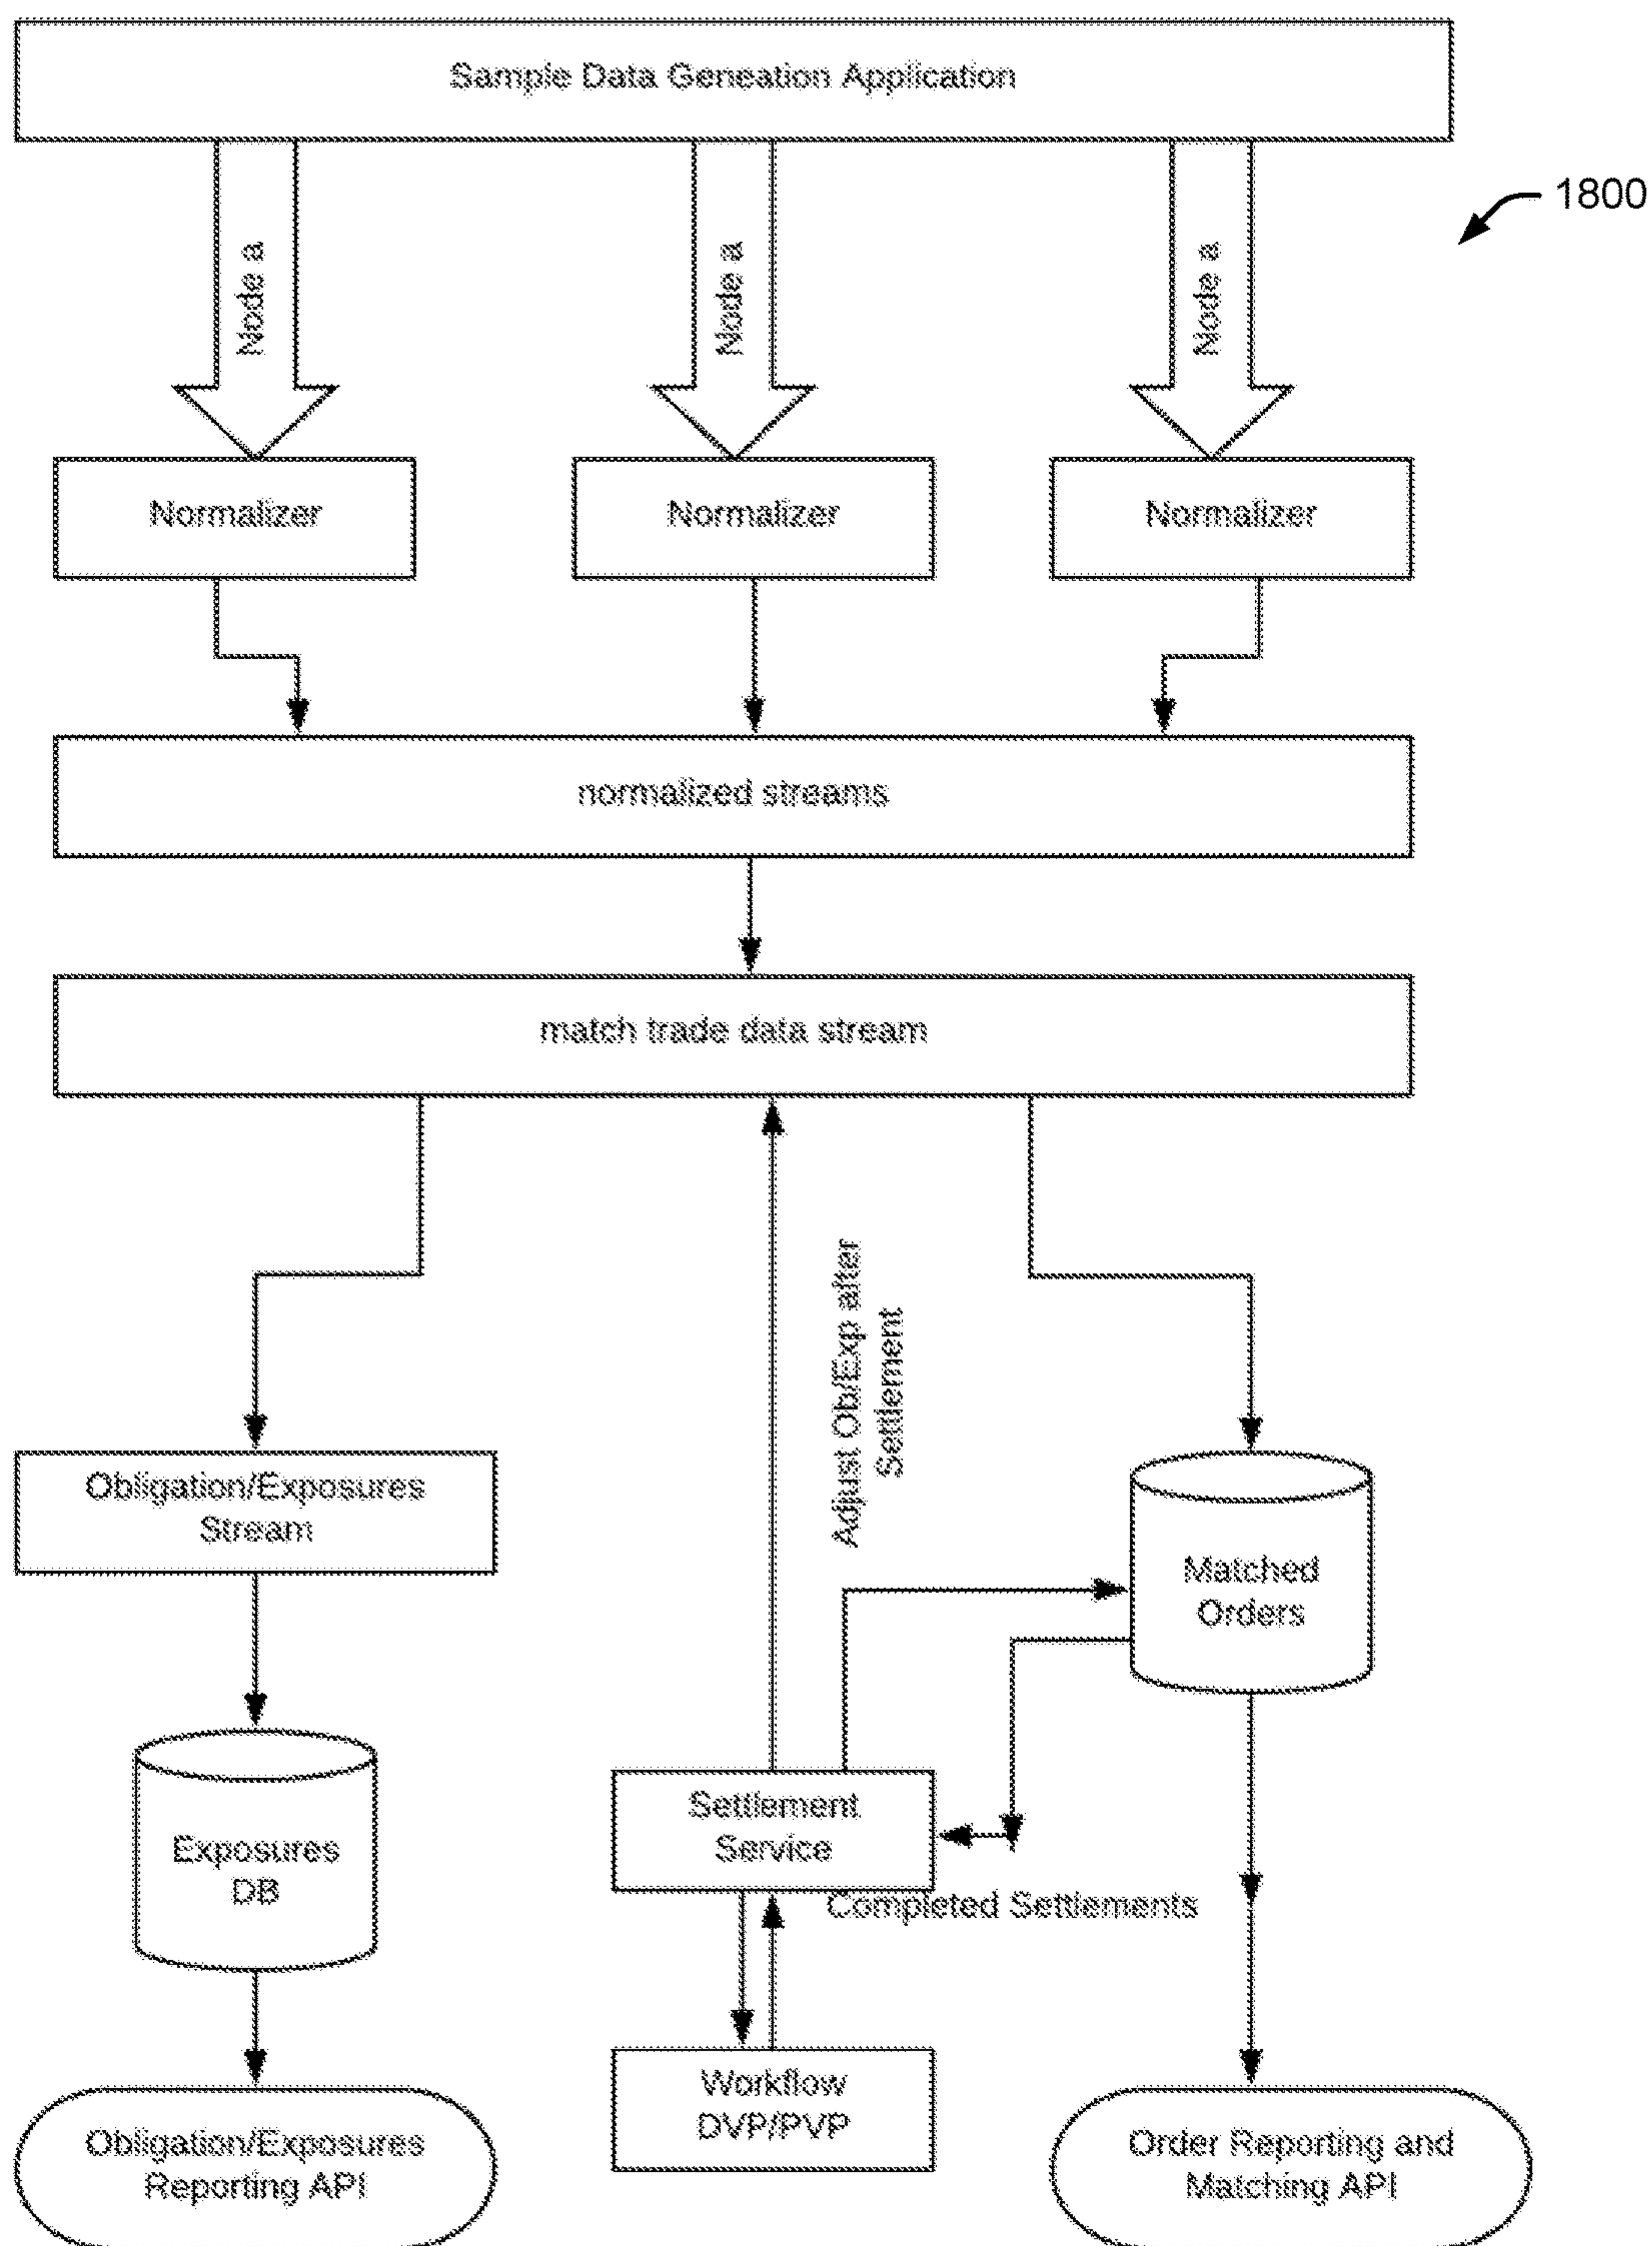 Sample Data Geneation Application
1800
Node a
Node a
Node a
Normalizer
Normalizer
Normalizer
normalized streams
match trade data stream
Adjust Ob/Exp after
Settlement
Obligation/Exposures
Stream
Matched
Orders
Settlement
Service
Exposures
DB
Completed Settlements
Workflow
DVP/PVP
Obligation/Exposures
Reporting API
Order Reporting and
Matching API